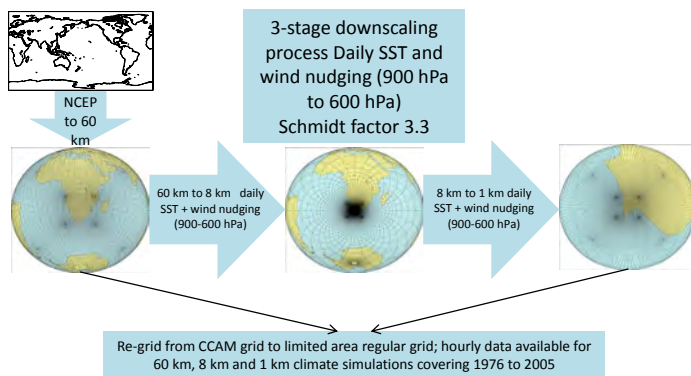 3-stage downscaling
process Daily SST and
wind nudging (900 hPa
to 600 hPa)
Schmidt factor 3.3
NCEP
to 60
km
60 km to 8 km daily
SST + wind nudging
(900-600 hPa)
8 km to 1 km daily
SST + wind nudging
(900-600 hPa)
Re-grid from CCAM grid to limited area regular grid; hourly data available for
60 km, 8 km and 1 km climate simulations covering 1976 to 2005